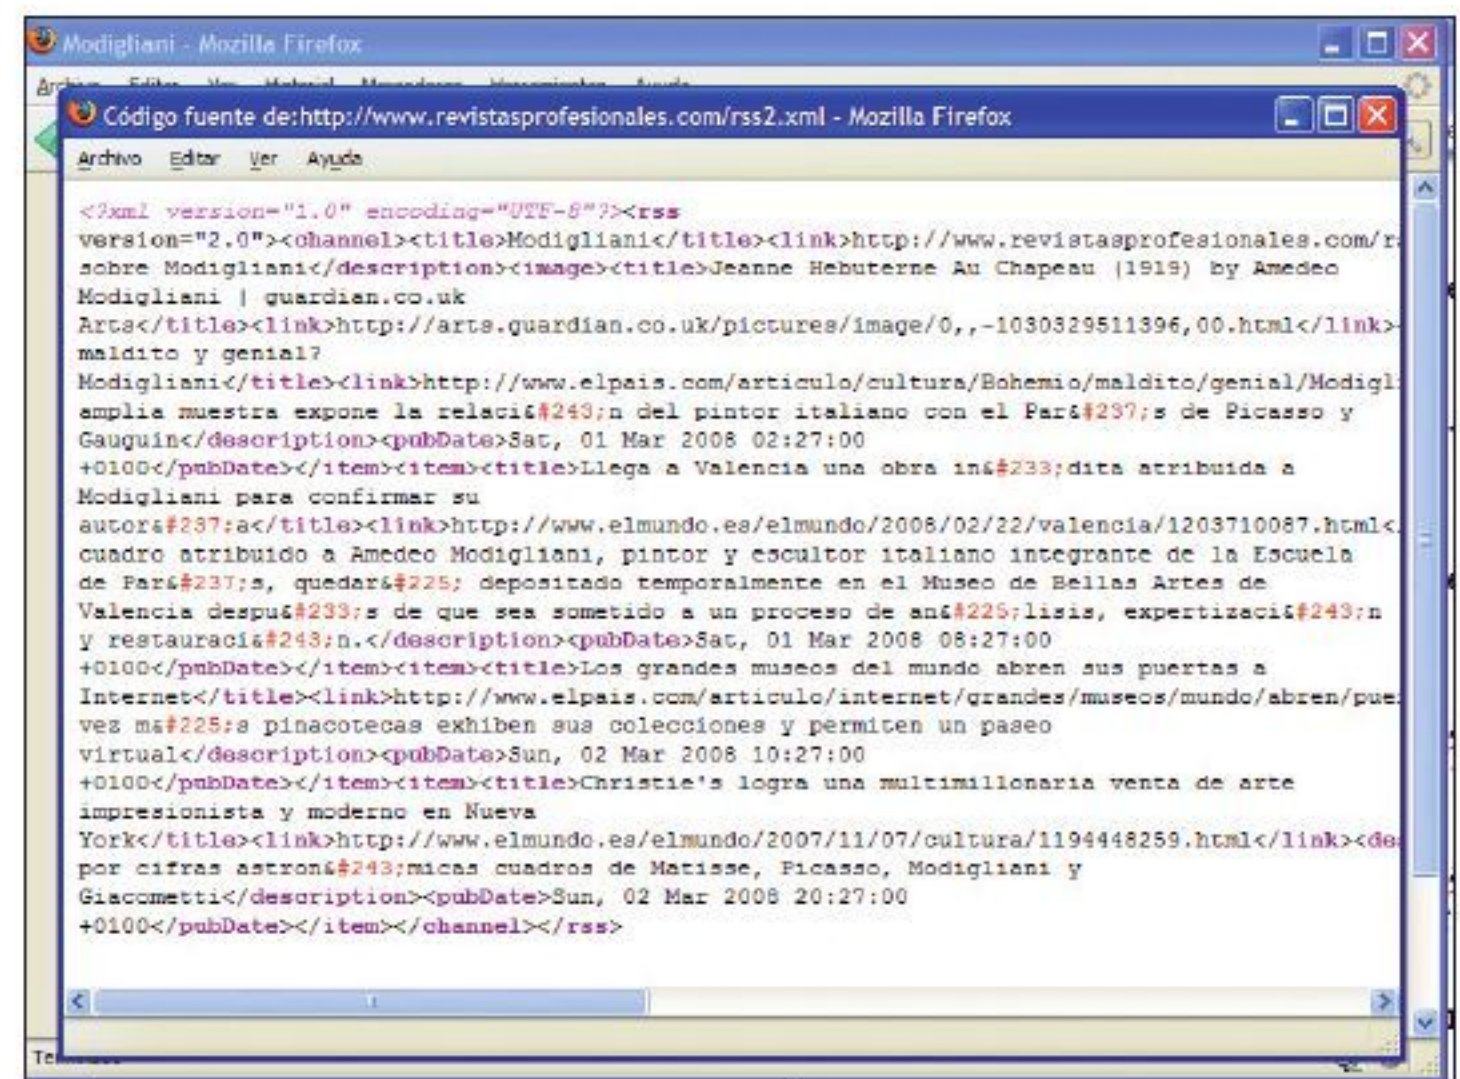 Modigliani - Mozilla Firefox
Código fuente de:http://www.revistasprofesionales.com/rss2.xml - Mozilla Firefox
Archivo Editar Ver Ayuda
<?xml version="1.0" encoding="UTF-8"?><rss
version="2.0"><channel><title>Modigliani</title><link>http://www.revistasprofesionales.com/r
sobre Modigliani</description><image><title>Jeanne Hebuterne Au Chapeau (1919) by Amedeo
Modigliani | guardian.co.uk
Arts</title><link>http://arts.guardian.co.uk/pictures/image/0,,-1030329511396,00.html</link>
maldito y genial?
Modigliani</title><link>http://www.elpais.com/articulo/cultura/Bohemio/maldito/genial/Modigl
amplia muestra expone la relaci&#243;n del pintor italiano con el Par&#237;s de Picasso y
Gauguin</description><pubDate>Sat, 01 Mar 2008 02:27:00
+0100</pubDate></item><item><title>Llega a Valencia una obra in&#233;dita atribuida a
Modigliani para confirmar su
autor&#237;a</title><link>http://www.elmundo.es/elmundo/2008/02/22/valencia/1203710087.html<
cuadro atribuido a Amedeo Modigliani, pintor y escultor italiano integrante de la Escuela
de Par&#237;s, quedar&#225; depositado temporalmente en el Museo de Bellas Artes de
Valencia despu&#233;s de que sea sometido a un proceso de an&#225;lisis, expertizaci&#243;n
y restauraci&#243;n.</description><pubDate>Sat, 01 Mar 2008 08:27:00
+0100</pubDate></item><item><title>Los grandes museos del mundo abren sus puertas a
Internet</title><link>http://www.elpais.com/articulo/internet/grandes/museos/mundo/abren/pue
vez m&#225;s pinacotecas exhiben sus colecciones y permiten un paseo
virtual</description><pubDate>Sun, 02 Mar 2008 10:27:00
+0100</pubDate></item><item><title>Christie's logra una multimillonaria venta de arte
impresionista y moderno en Nueva
York</title><link>http://www.elmundo.es/elmundo/2007/11/07/cultura/1194448259.html</link><de
por cifras astron&#243;micas cuadros de Matisse, Picasso, Modigliani y
Giacometti</description><pubDate>Sun, 02 Mar 2008 20:27:00
+0100</pubDate></item></channel></rss>